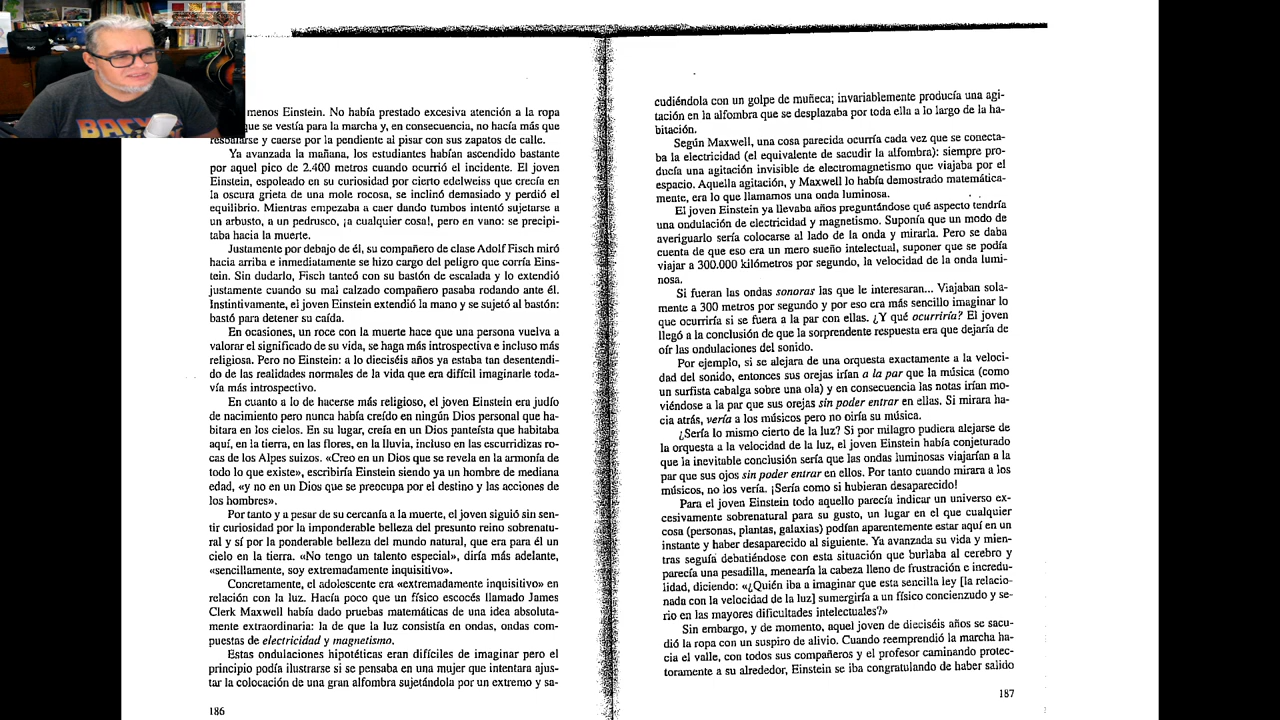 BAFX
menos Einstein. No había prestado excesiva atención a la ropa
que se vestía para la marcha y, en consecuencia, no hacía más que
resbalarse y caerse por la pendiente al pisar con sus zapatos de calle.
Ya avanzada la mañana, los estudiantes habían ascendido bastante
por aquel pico de 2.400 metros cuando ocurrió el incidente. El joven
Einstein, espoleado en su curiosidad por cierto edelweiss que crecía en
la oscura grieta de una mole rocosa, se inclinó demasiado y perdió el
equilibrio. Mientras empezaba a caer dando tumbos intentó sujetarse a
un arbusto, a un pedrusco, ¡a cualquier cosa!, pero en vano: se precipi-
taba hacia la muerte.
Justamente por debajo de él, su compañero de clase Adolf Fisch miró
hacia arriba e inmediatamente se hizo cargo del peligro que corría Eins-
tein. Sin dudarlo, Fisch tanteó con su bastón de escalada y lo extendió
justamente cuando su mal calzado compañero pasaba rodando ante él.
Instintivamente, el joven Einstein extendió la mano y se sujetó al bastón:
bastó para detener su caída.
En ocasiones, un roce con la muerte hace que una persona vuelva a
valorar el significado de su vida, se haga más introspectiva e incluso más
religiosa. Pero no Einstein: a lo dieciséis años ya estaba tan desentendi-
do de las realidades normales de la vida que era difícil imaginarle toda-
vía más introspectivo.
En cuanto a lo de hacerse más religioso, el joven Einstein era judío
de nacimiento pero nunca había creído en ningún Dios personal que ha-
bitara en los cielos. En su lugar, creía en un Dios panteísta que habitaba
aquí, en la tierra, en las flores, en la lluvia, incluso en las escurridizas ro-
cas de los Alpes suizos. «Creo en un Dios que se revela en la armonía de
todo lo que existe», escribiría Einstein siendo ya un hombre de mediana
edad, «y no en un Dios que se preocupa por el destino y las acciones de
los hombres».
Por tanto y a pesar de su cercanía a la muerte, el joven siguió sin sen-
tir curiosidad por la imponderable belleza del presunto reino sobrenatu-
ral y sí por la ponderable belleza del mundo natural, que era para él un
cielo en la tierra. «No tengo un talento especial», diría más adelante,
«sencillamente, soy extremadamente inquisitivo».
Concretamente, el adolescente era «extremadamente inquisitivo» en
relación con la luz. Hacía poco que un físico escocés llamado James
Clerk Maxwell había dado pruebas matemáticas de una idea absoluta-
mente extraordinaria: la de que la luz consistía en ondas, ondas com-
puestas de electricidad y magnetismo.
Estas ondulaciones hipotéticas eran difíciles de imaginar pero el
principio podía ilustrarse si se pensaba en una mujer que intentara ajus-
tar la colocación de una gran alfombra sujetándola por un extremo y sa-
186
cudiéndola con un golpe de muñeca; invariablemente producía una agi-
tación en la alfombra que se desplazaba por toda ella a lo largo de la ha-
bitación.
Según Maxwell, una cosa parecida ocurría cada vez que se conecta-
ba la electricidad (el equivalente de sacudir la alfombra): siempre pro-
ducía una agitación invisible de electromagnetismo que viajaba por el
espacio. Aquella agitación, y Maxwell lo había demostrado matemática-
mente, era lo que llamamos una onda luminosa.
El joven Einstein ya llevaba años preguntándose qué aspecto tendría
una ondulación de electricidad y magnetismo. Suponía que un modo de
averiguarlo sería colocarse al lado de la onda y mirarla. Pero se daba
cuenta de que eso era un mero sueño intelectual, suponer que se podía
viajar a 300.000 kilómetros por segundo, la velocidad de la onda lumi-
nosa.
Si fueran las ondas sonoras las que le interesaran... Viajaban sola-
mente a 300 metros por segundo y por eso era más sencillo imaginar lo
que ocurriría si se fuera a la par con ellas. ¿Y qué ocurriría? El joven
llegó a la conclusión de que la sorprendente respuesta era que dejaría de
oír las ondulaciones del sonido.
Por ejemplo, si se alejara de una orquesta exactamente a la veloci-
dad del sonido, entonces sus orejas irían a la par que la música (como
un surfista cabalga sobre una ola) y en consecuencia las notas irían mo-
viéndose a la par que sus orejas sin poder entrar en ellas. Si mirara ha-
cia atrás, vería a los músicos pero no oiría su música.
¿Sería lo mismo cierto de la luz? Si por milagro pudiera alejarse de
la orquesta a la velocidad de la luz, el joven Einstein había conjeturado
que la inevitable conclusión sería que las ondas luminosas viajarían a la
par que sus ojos sin poder entrar en ellos. Por tanto cuando mirara a los
músicos, no los vería. ¡Sería como si hubieran desaparecido!
Para el joven Einstein todo aquello parecía indicar un universo ex-
cesivamente sobrenatural para su gusto, un lugar en el que cualquier
cosa (personas, plantas, galaxias) podían aparentemente estar aquí en un
instante y haber desaparecido al siguiente. Ya avanzada su vida y mien-
tras seguía debatiéndose con esta situación que burlaba al cerebro y
parecía una pesadilla, menearía la cabeza lleno de frustración e incredu-
lidad, diciendo: «¿Quién iba a imaginar que esta sencilla ley [la relacio-
nada con la velocidad de la luz] sumergiría a un físico concienzudo y se-
rio en las mayores dificultades intelectuales?»
Sin embargo, y de momento, aquel joven de dieciséis años se sacu-
dió la ropa con un suspiro de alivio. Cuando reemprendió la marcha ha-
cia el valle, con todos sus compañeros y el profesor caminando protec-
toramente a su alrededor, Einstein se iba congratulando de haber salido
187